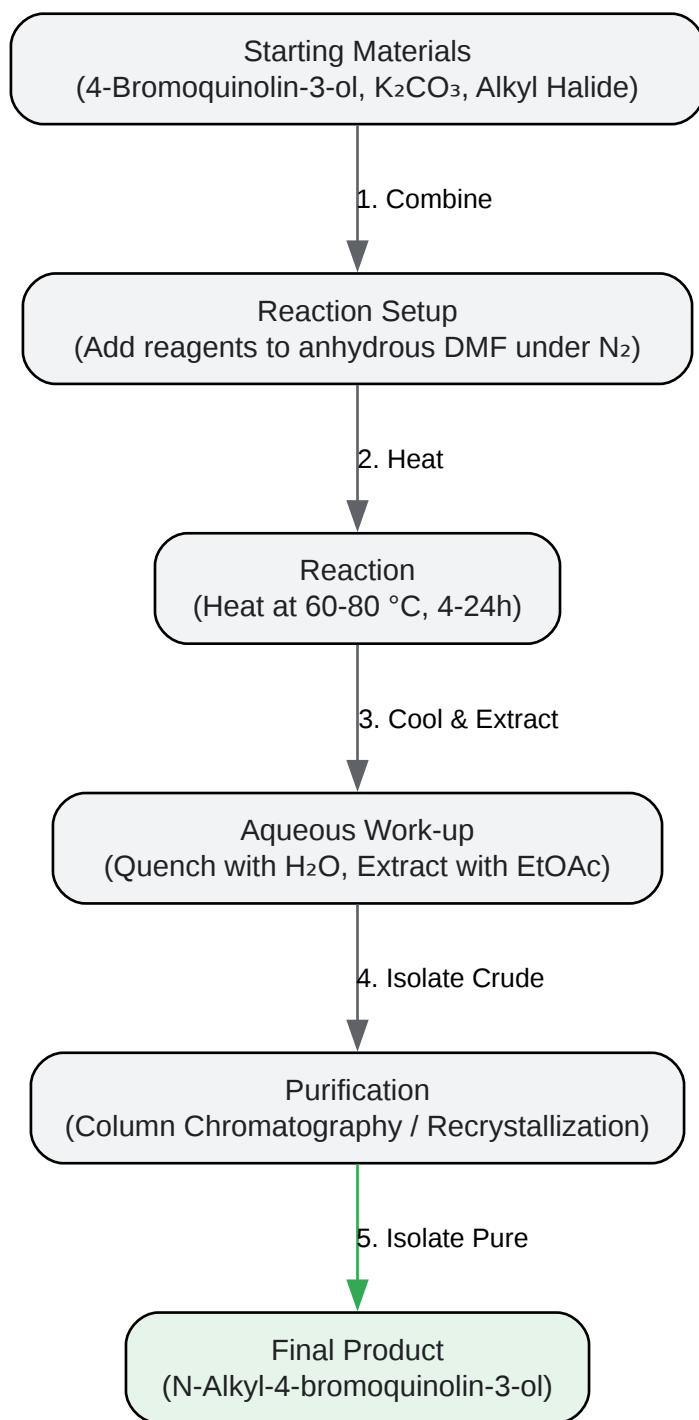 Starting Materials
(4-Bromoquinolin-3-ol, K₂CO₃, Alkyl Halide)
1. Combine
Reaction Setup
(Add reagents to anhydrous DMF under N₂)
2. Heat
Reaction
(Heat at 60-80 °C, 4-24h)
3. Cool & Extract
Aqueous Work-up
(Quench with H₂O, Extract with EtOAc)
4. Isolate Crude
Purification
(Column Chromatography / Recrystallization)
5. Isolate Pure
Final Product
(N-Alkyl-4-bromoquinolin-3-ol)